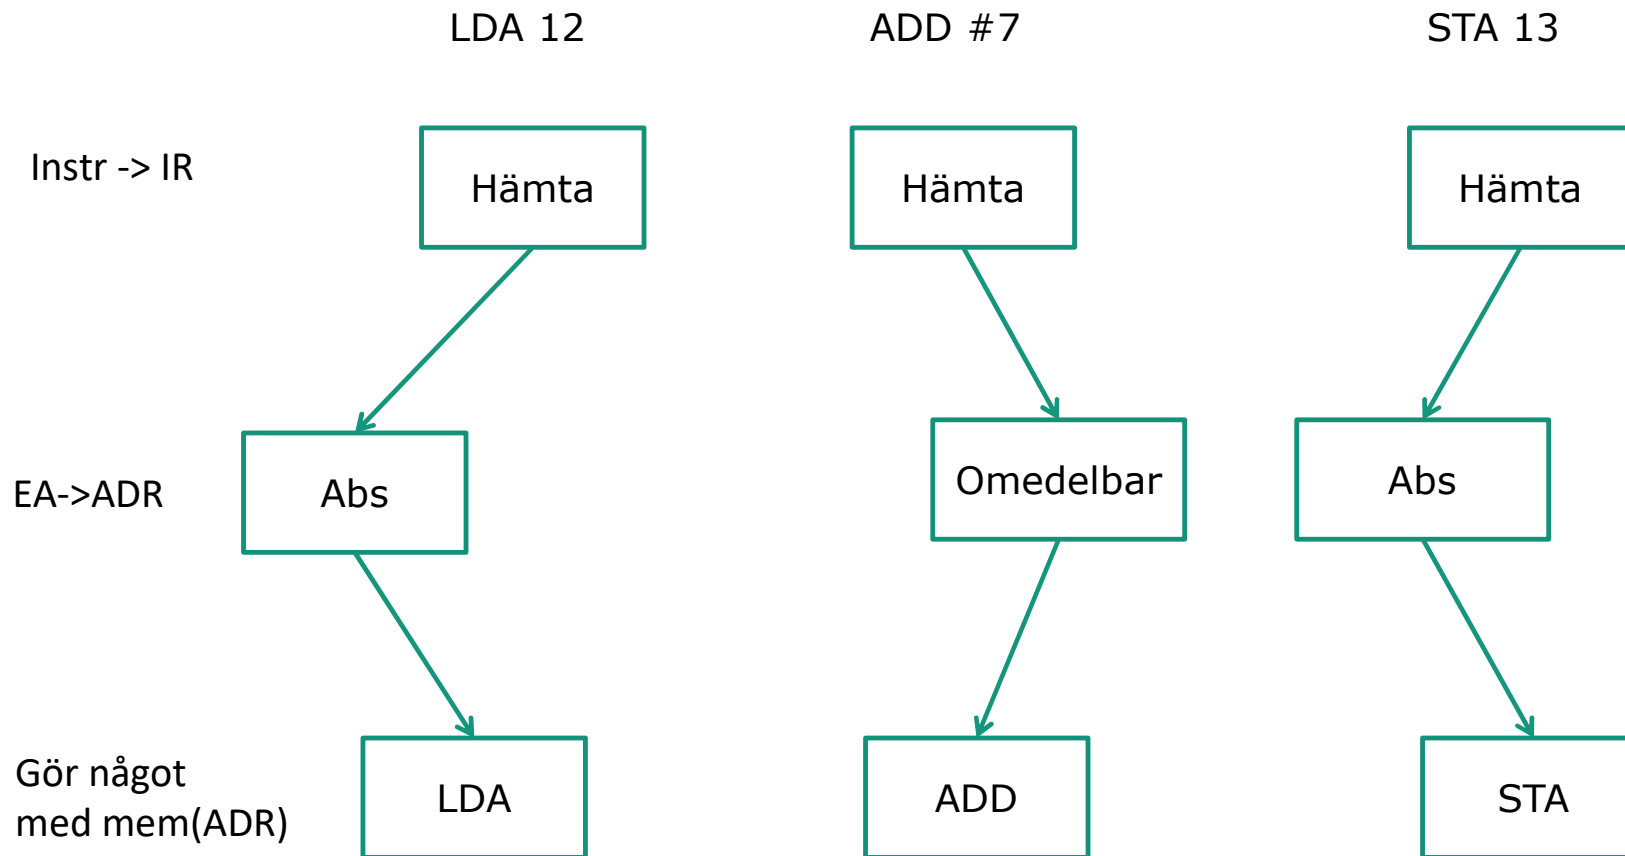 LDA 12
ADD #7
STA 13
Instr -> IR
Hämta
Hämta
Hämta
EA->ADR
Abs
Omedelbar
Abs
Gör något
med mem(ADR)
LDA
ADD
STA